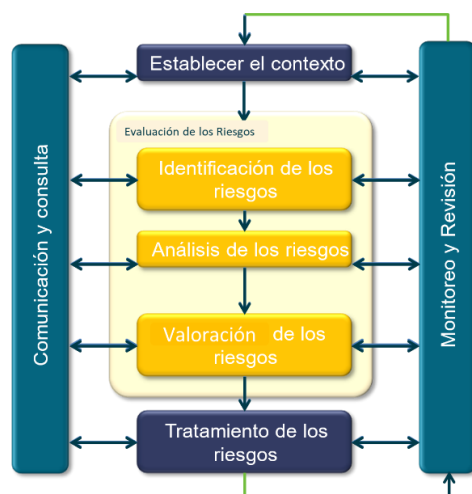 Establecer el contexto
Evaluación de los Riesgos
Identificación de los
riesgos
Análisis de los riesgos
Valoración de los
riesgos
Tratamiento de los
riesgos
Comunicación y consulta
Monitoreo y Revisión